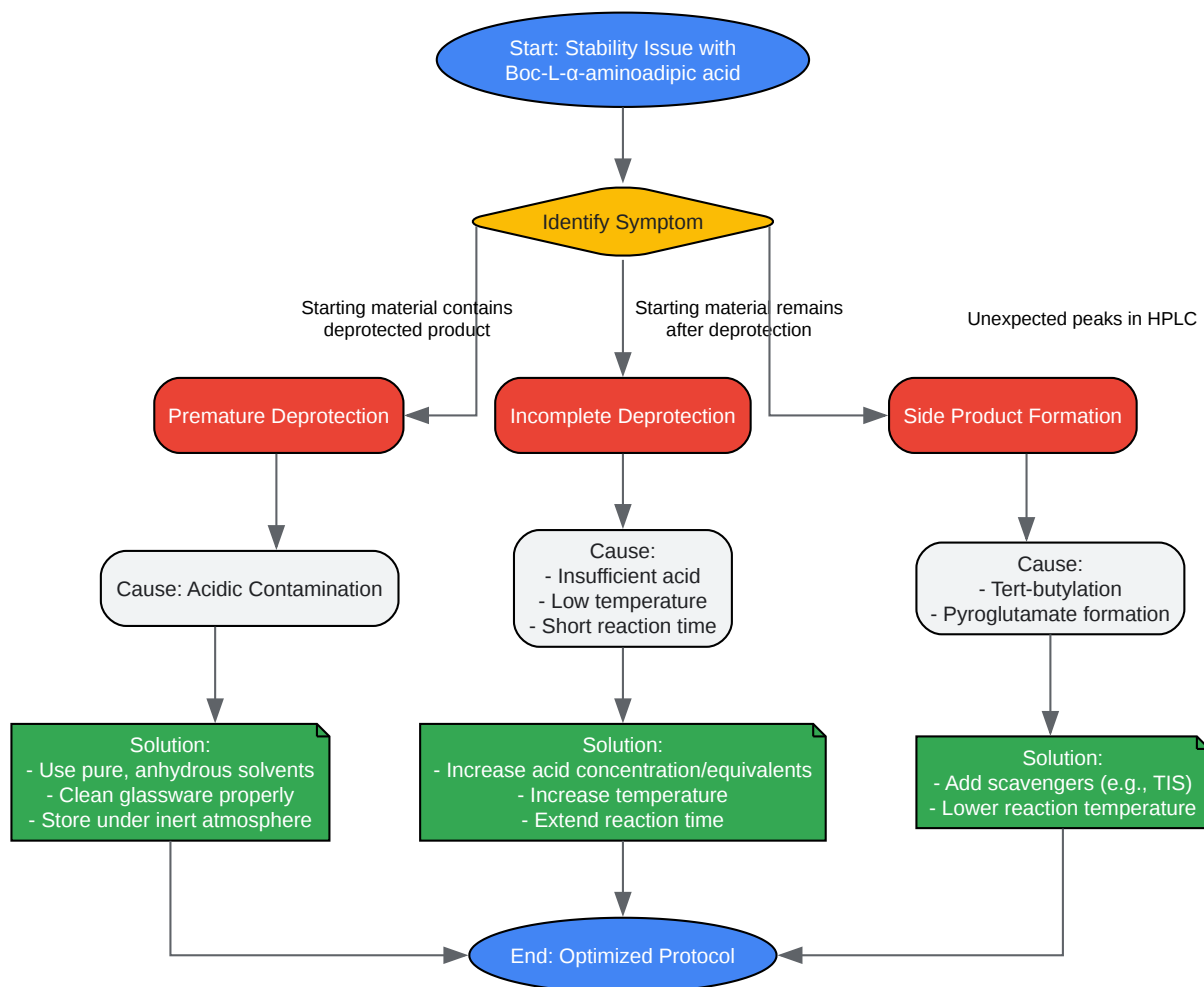 Start: Stability Issue with
Boc-L-α-aminoadipic acid
Identify Symptom
Starting material contains
deprotected product
Starting material remains
after deprotection
Unexpected peaks in HPLC
Premature Deprotection
Incomplete Deprotection
Side Product Formation
Cause: Acidic Contamination
Cause:
- Insufficient acid
- Low temperature
- Short reaction time
Cause:
- Tert-butylation
- Pyroglutamate formation
Solution:
- Use pure, anhydrous solvents
- Clean glassware properly
- Store under inert atmosphere
Solution:
- Increase acid concentration/equivalents
- Increase temperature
- Extend reaction time
Solution:
- Add scavengers (e.g., TIS)
- Lower reaction temperature
End: Optimized Protocol